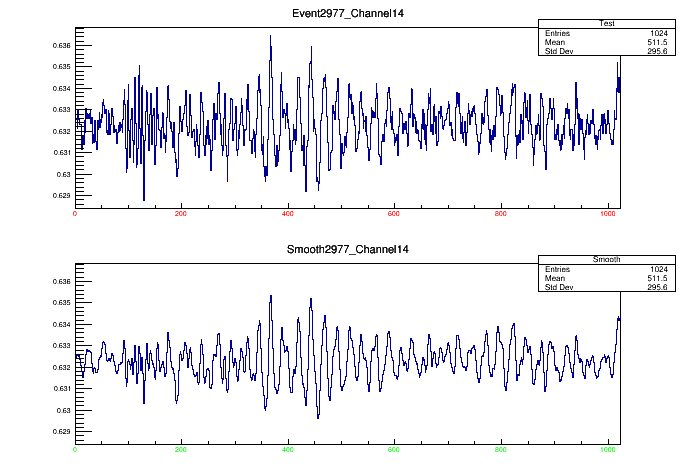 Event2977_Channel14
Test
Entries 1024
Mean 511.5
Std Dev 295.6
0.636
0.635
0.634
0.633
0.632
0.631
0.63
0.629
0 200 400 600 800 1000
Smooth2977_Channel14
Smooth
Entries 1024
Mean 511.5
Std Dev 295.6
0.636
0.635
0.634
0.633
0.632
0.631
0.63
0.629
0 200 400 600 800 1000